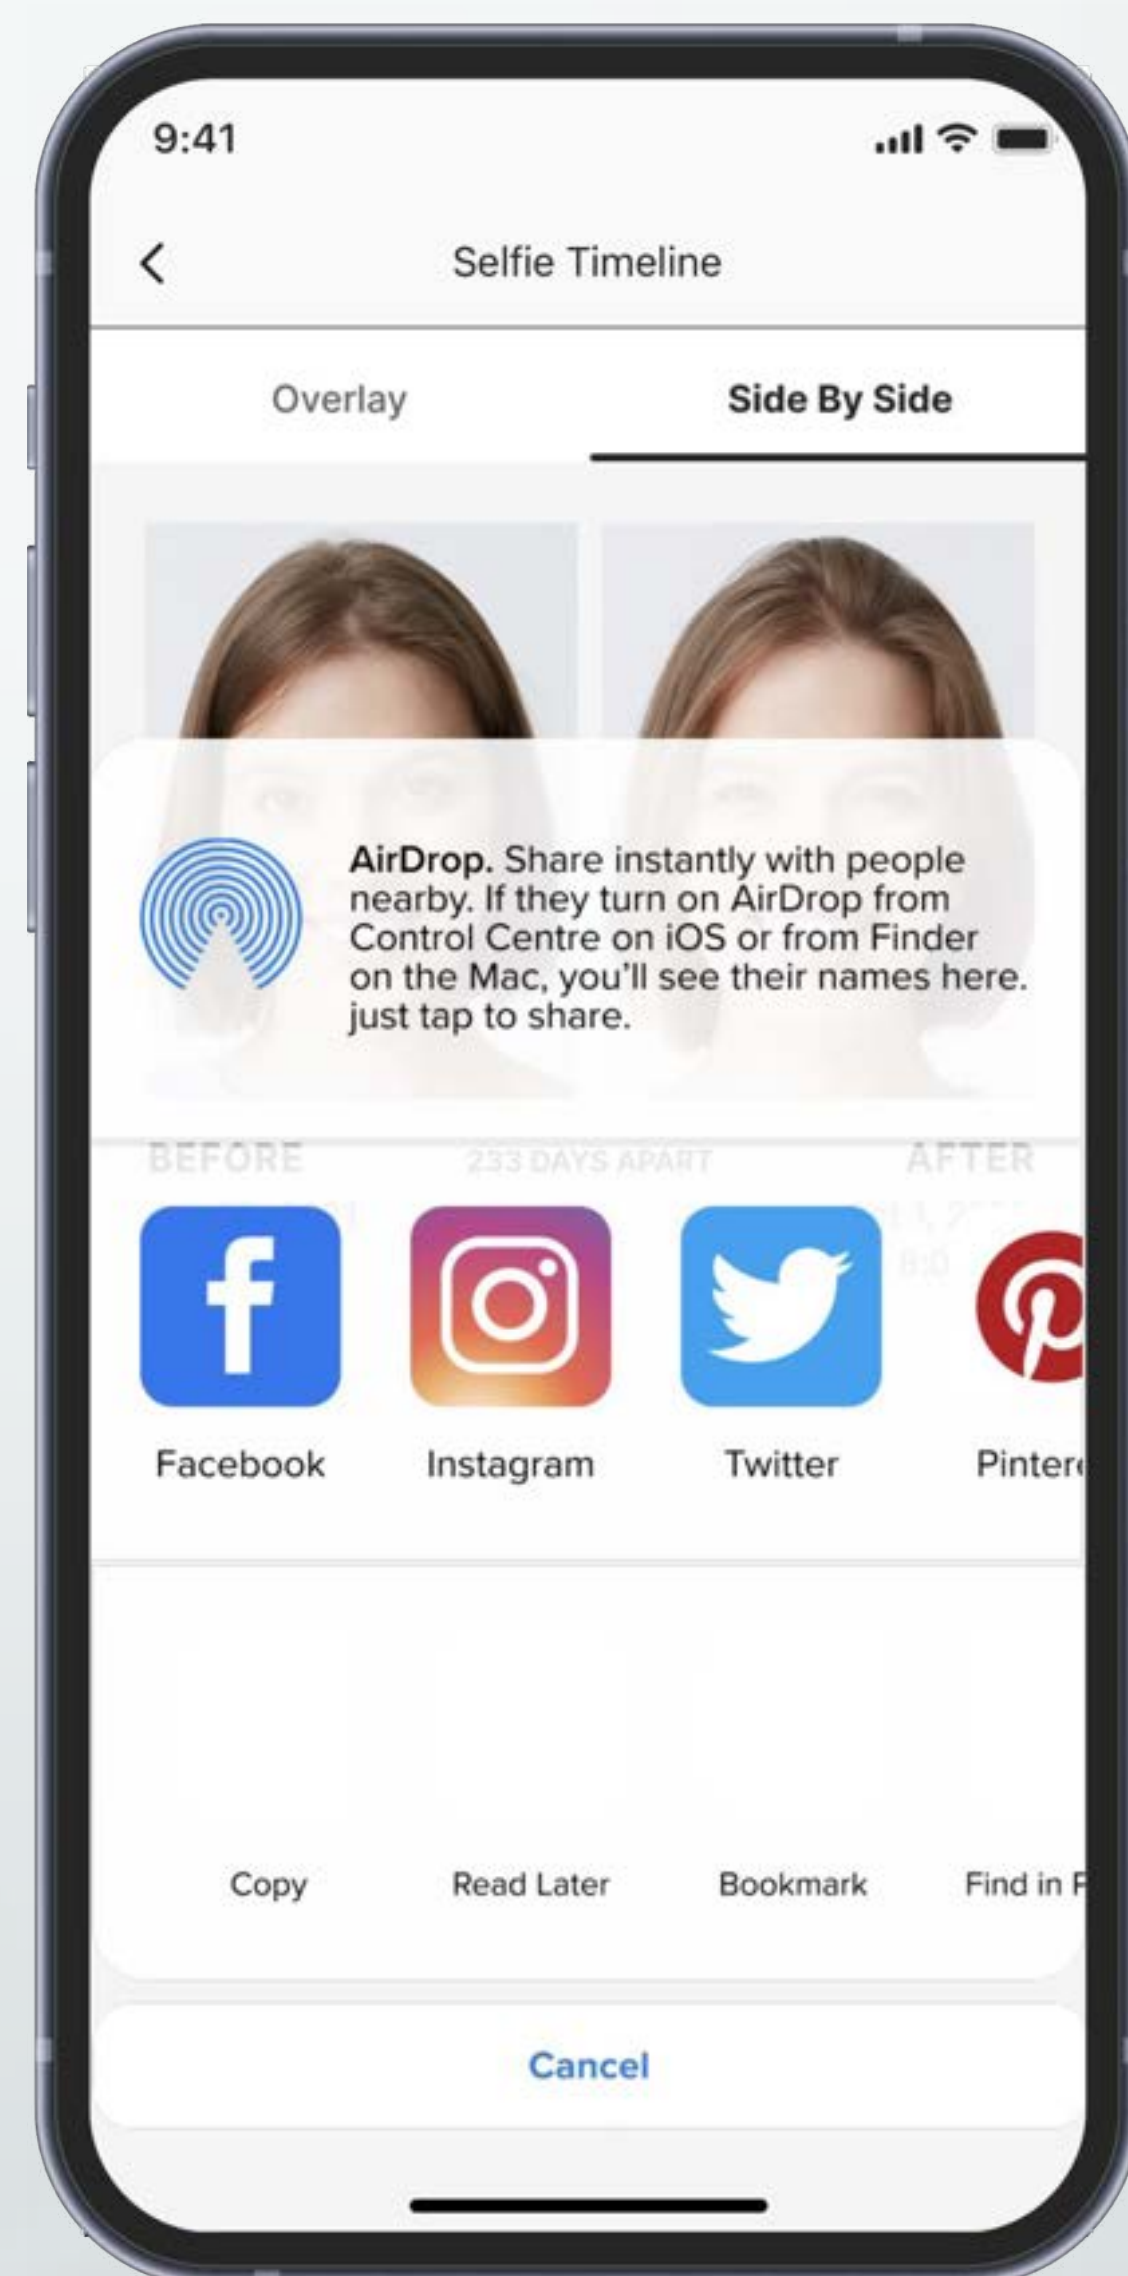 9:41
Selfie Timeline
Overlay
Side By Side
AirDrop. Share instantly with people
nearby. If they turn on AirDrop from
Control Centre on iOS or from Finder
on the Mac, you'll see their names here.
just tap to share.
BEFORE 233 DAYS APART AFTER
Facebook Instagram Twitter
Copy Read Later Bookmark Find in
Cancel